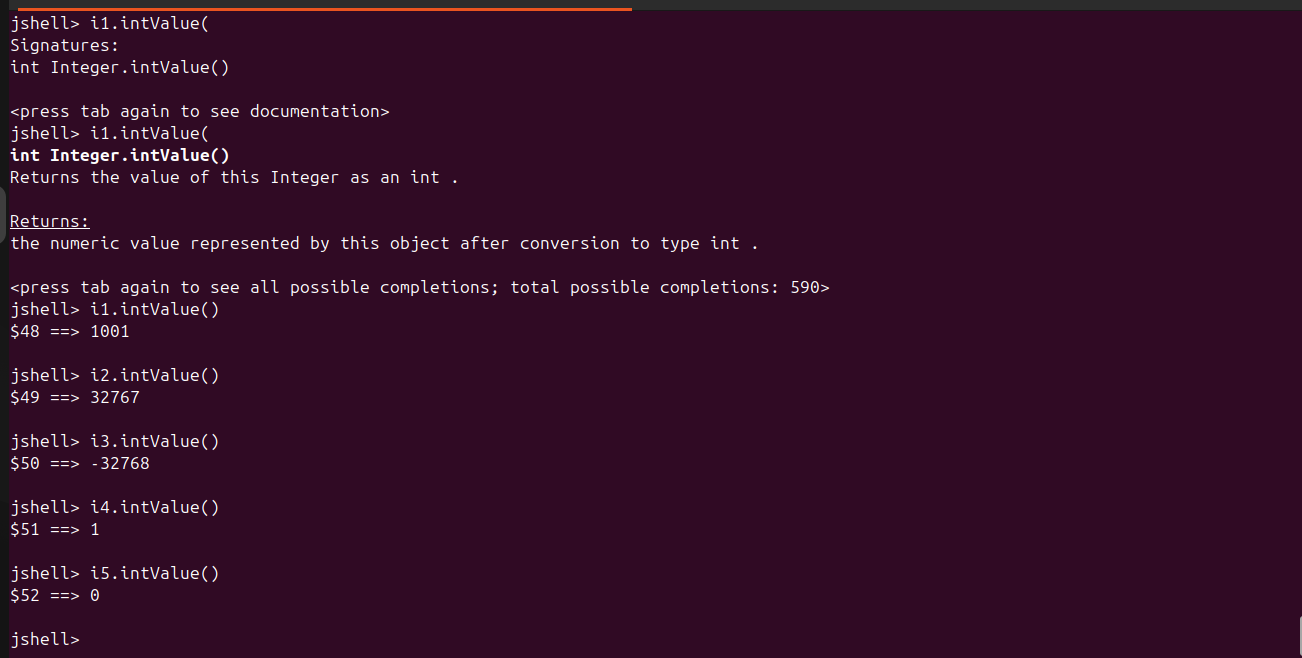 jshell> i1.intValue(
Signatures:
int Integer.intValue()
<press tab again to see documentation>
jshell> i1.intValue(
int Integer.intValue()
Returns the value of this Integer as an int .
Returns:
the numeric value represented by this object after conversion to type int .
<press tab again to see all possible completions; total possible completions: 590>
jshell> i1.intValue()
$48 ==> 1001
jshell> i2.intValue()
$49 ==> 32767
jshell> i3.intValue()
$50 ==> -32768
jshell> i4.intValue()
$51 ==> 1
jshell> i5.intValue()
$52 ==> 0
jshell>